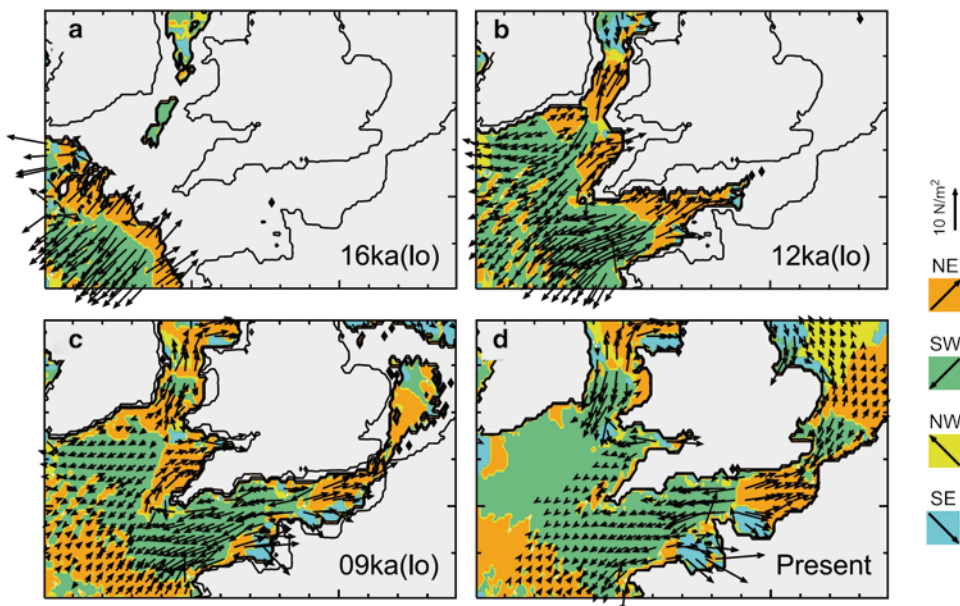 a
16ka(lo)
b
12ka(lo)
c
09ka(lo)
d
Present
10 N/m²
NE
SW
NW
SE